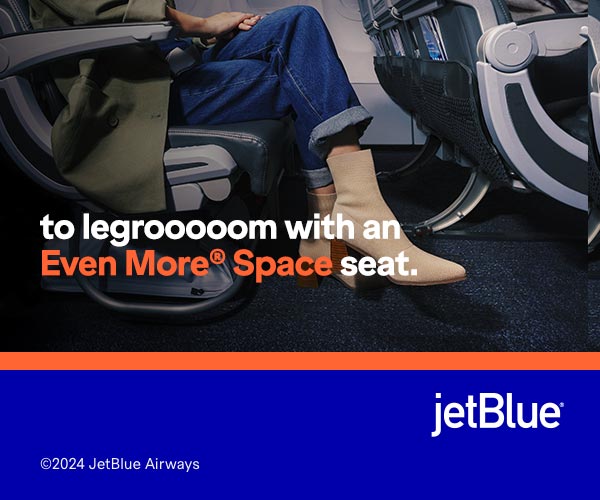 to legrooooom with an
Even More® Space seat.
jetBlue®
©2024 JetBlue Airways